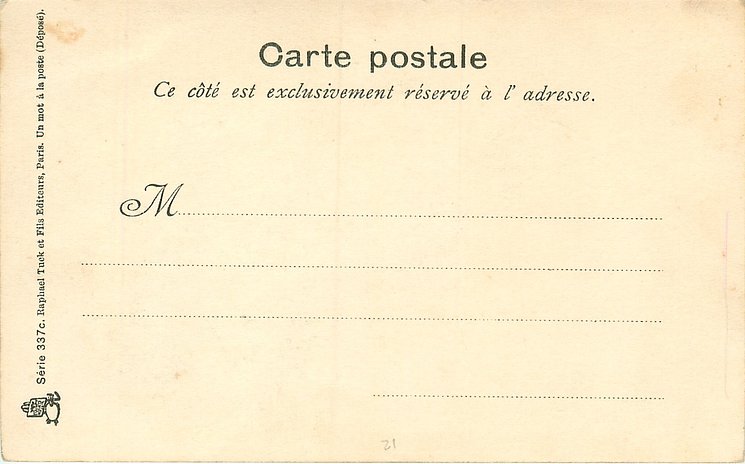 Carte postale
Ce côté est exclusivement réservé à l' adresse.
M
Série 337c. Raphael Tuck et Fils Editeurs, Paris. Un mot à la poste (Déposé).
21